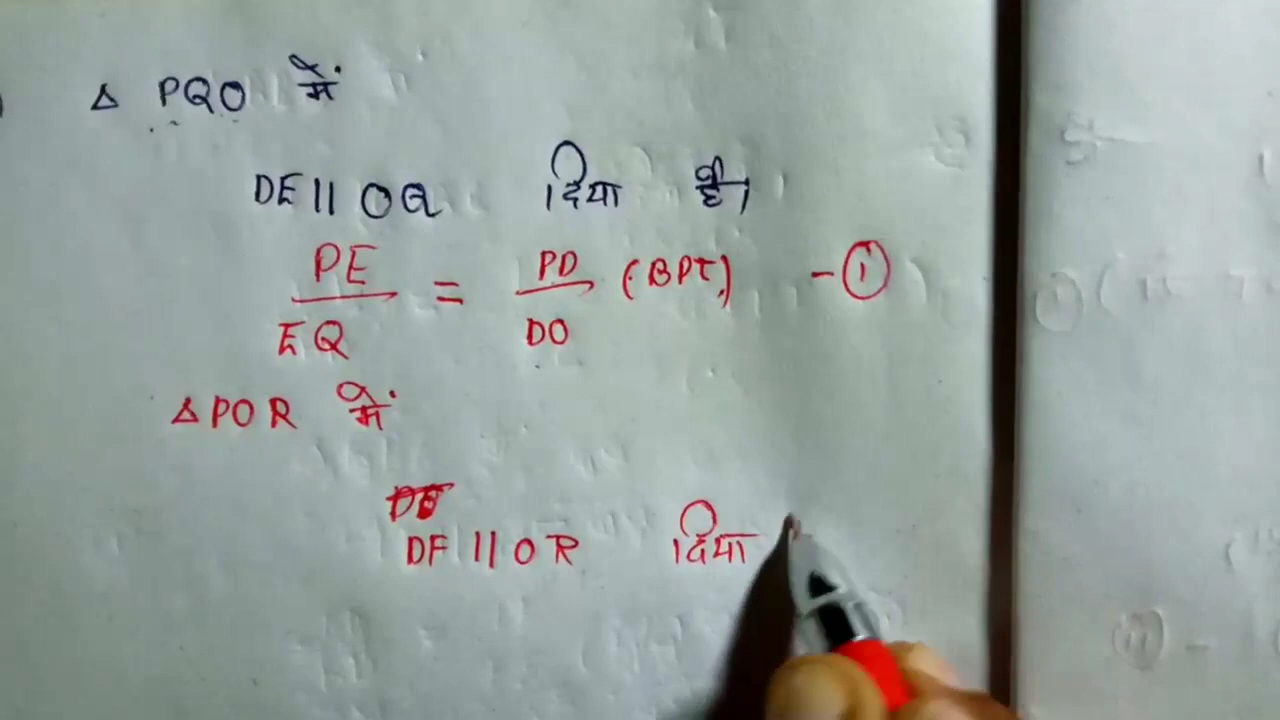 Δ PQO में
DE || OQ दिया है।
PE/EQ = PD/DO (BPT) - ①
Δ POR में
DF || OR दिया